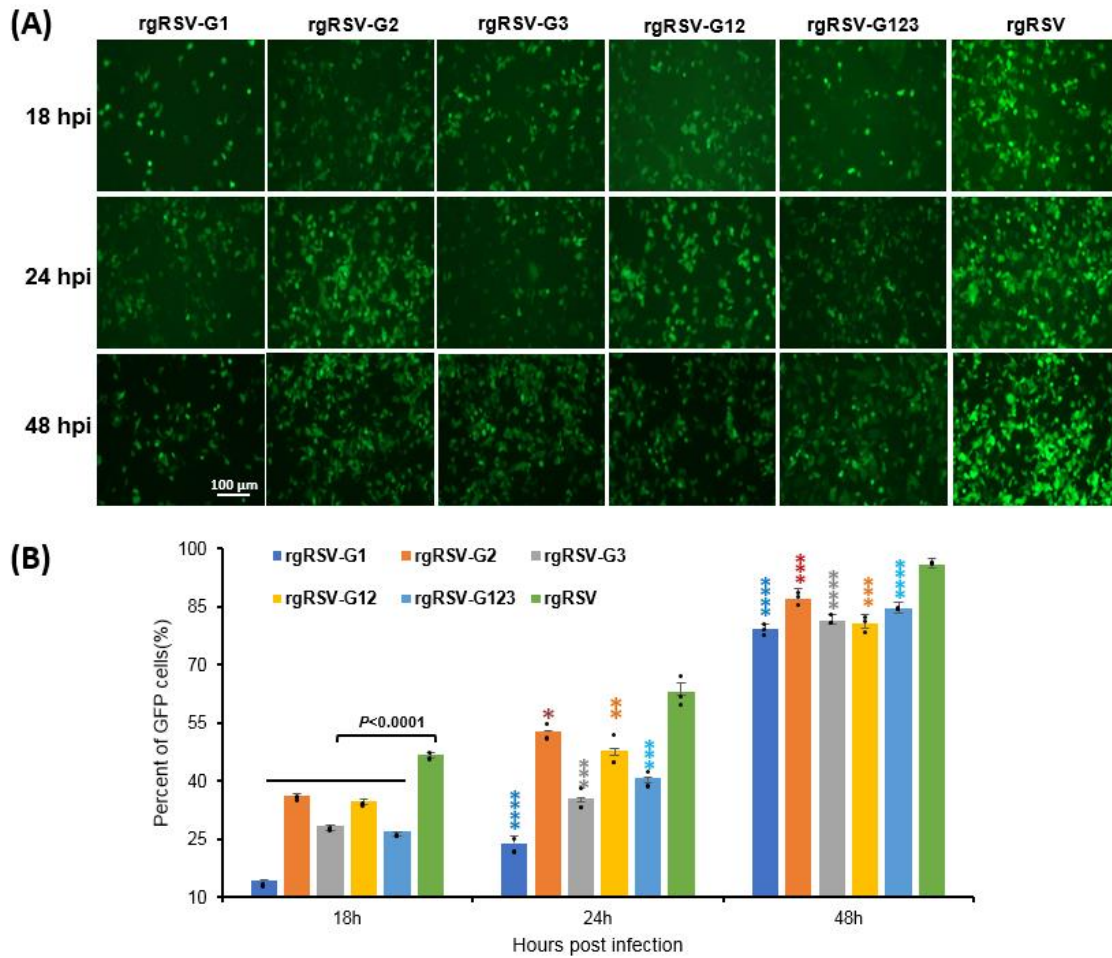 (A)
rgRSV-G1 rgRSV-G2 rgRSV-G3 rgRSV-G12 rgRSV-G123 rgRSV
18 hpi
24 hpi
48 hpi
100 µm
(B)
100
85
70
55
40
25
10
Percent of GFP cells(%)
rgRSV-G1 rgRSV-G2 rgRSV-G3
rgRSV-G12 rgRSV-G123 rgRSV
P<0.0001
**** * *** ** ***
**** *** **** *** ****
18h 24h 48h
Hours post infection